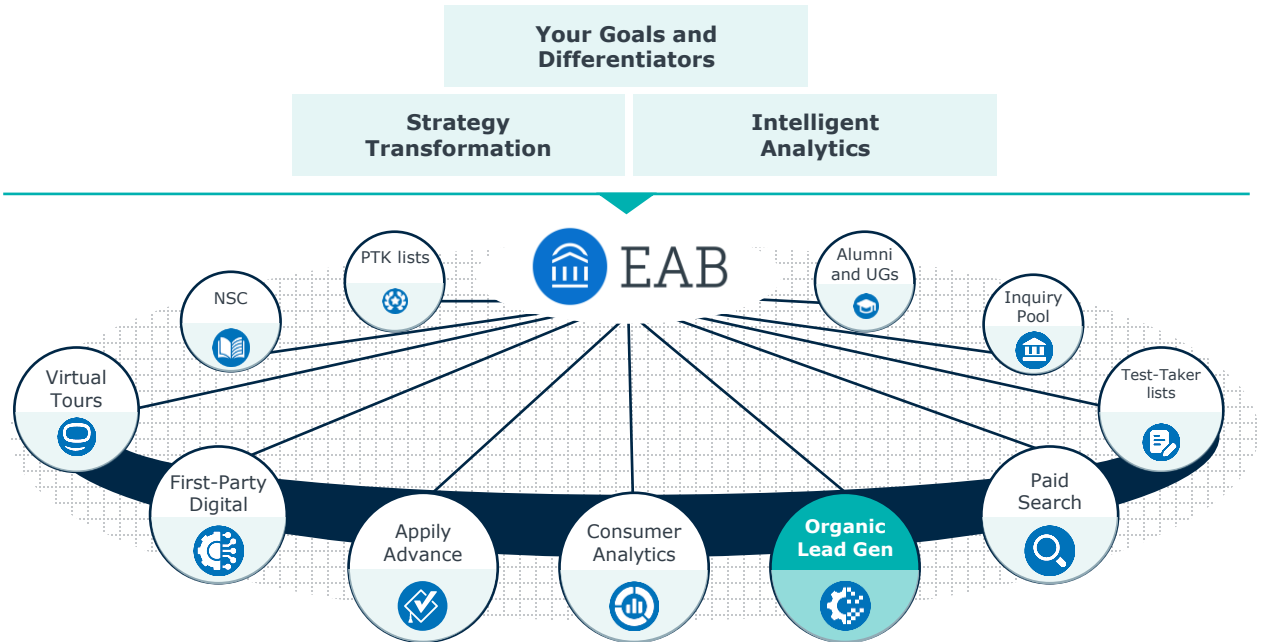 Your Goals and
Differentiators
Strategy
Transformation
Intelligent
Analytics
EAB
PTK lists
Alumni
and UGs
NSC
Inquiry
Pool
Virtual
Tours
Test-Taker
lists
First-Party
Digital
Paid
Search
Appily
Advance
Consumer
Analytics
Organic
Lead Gen